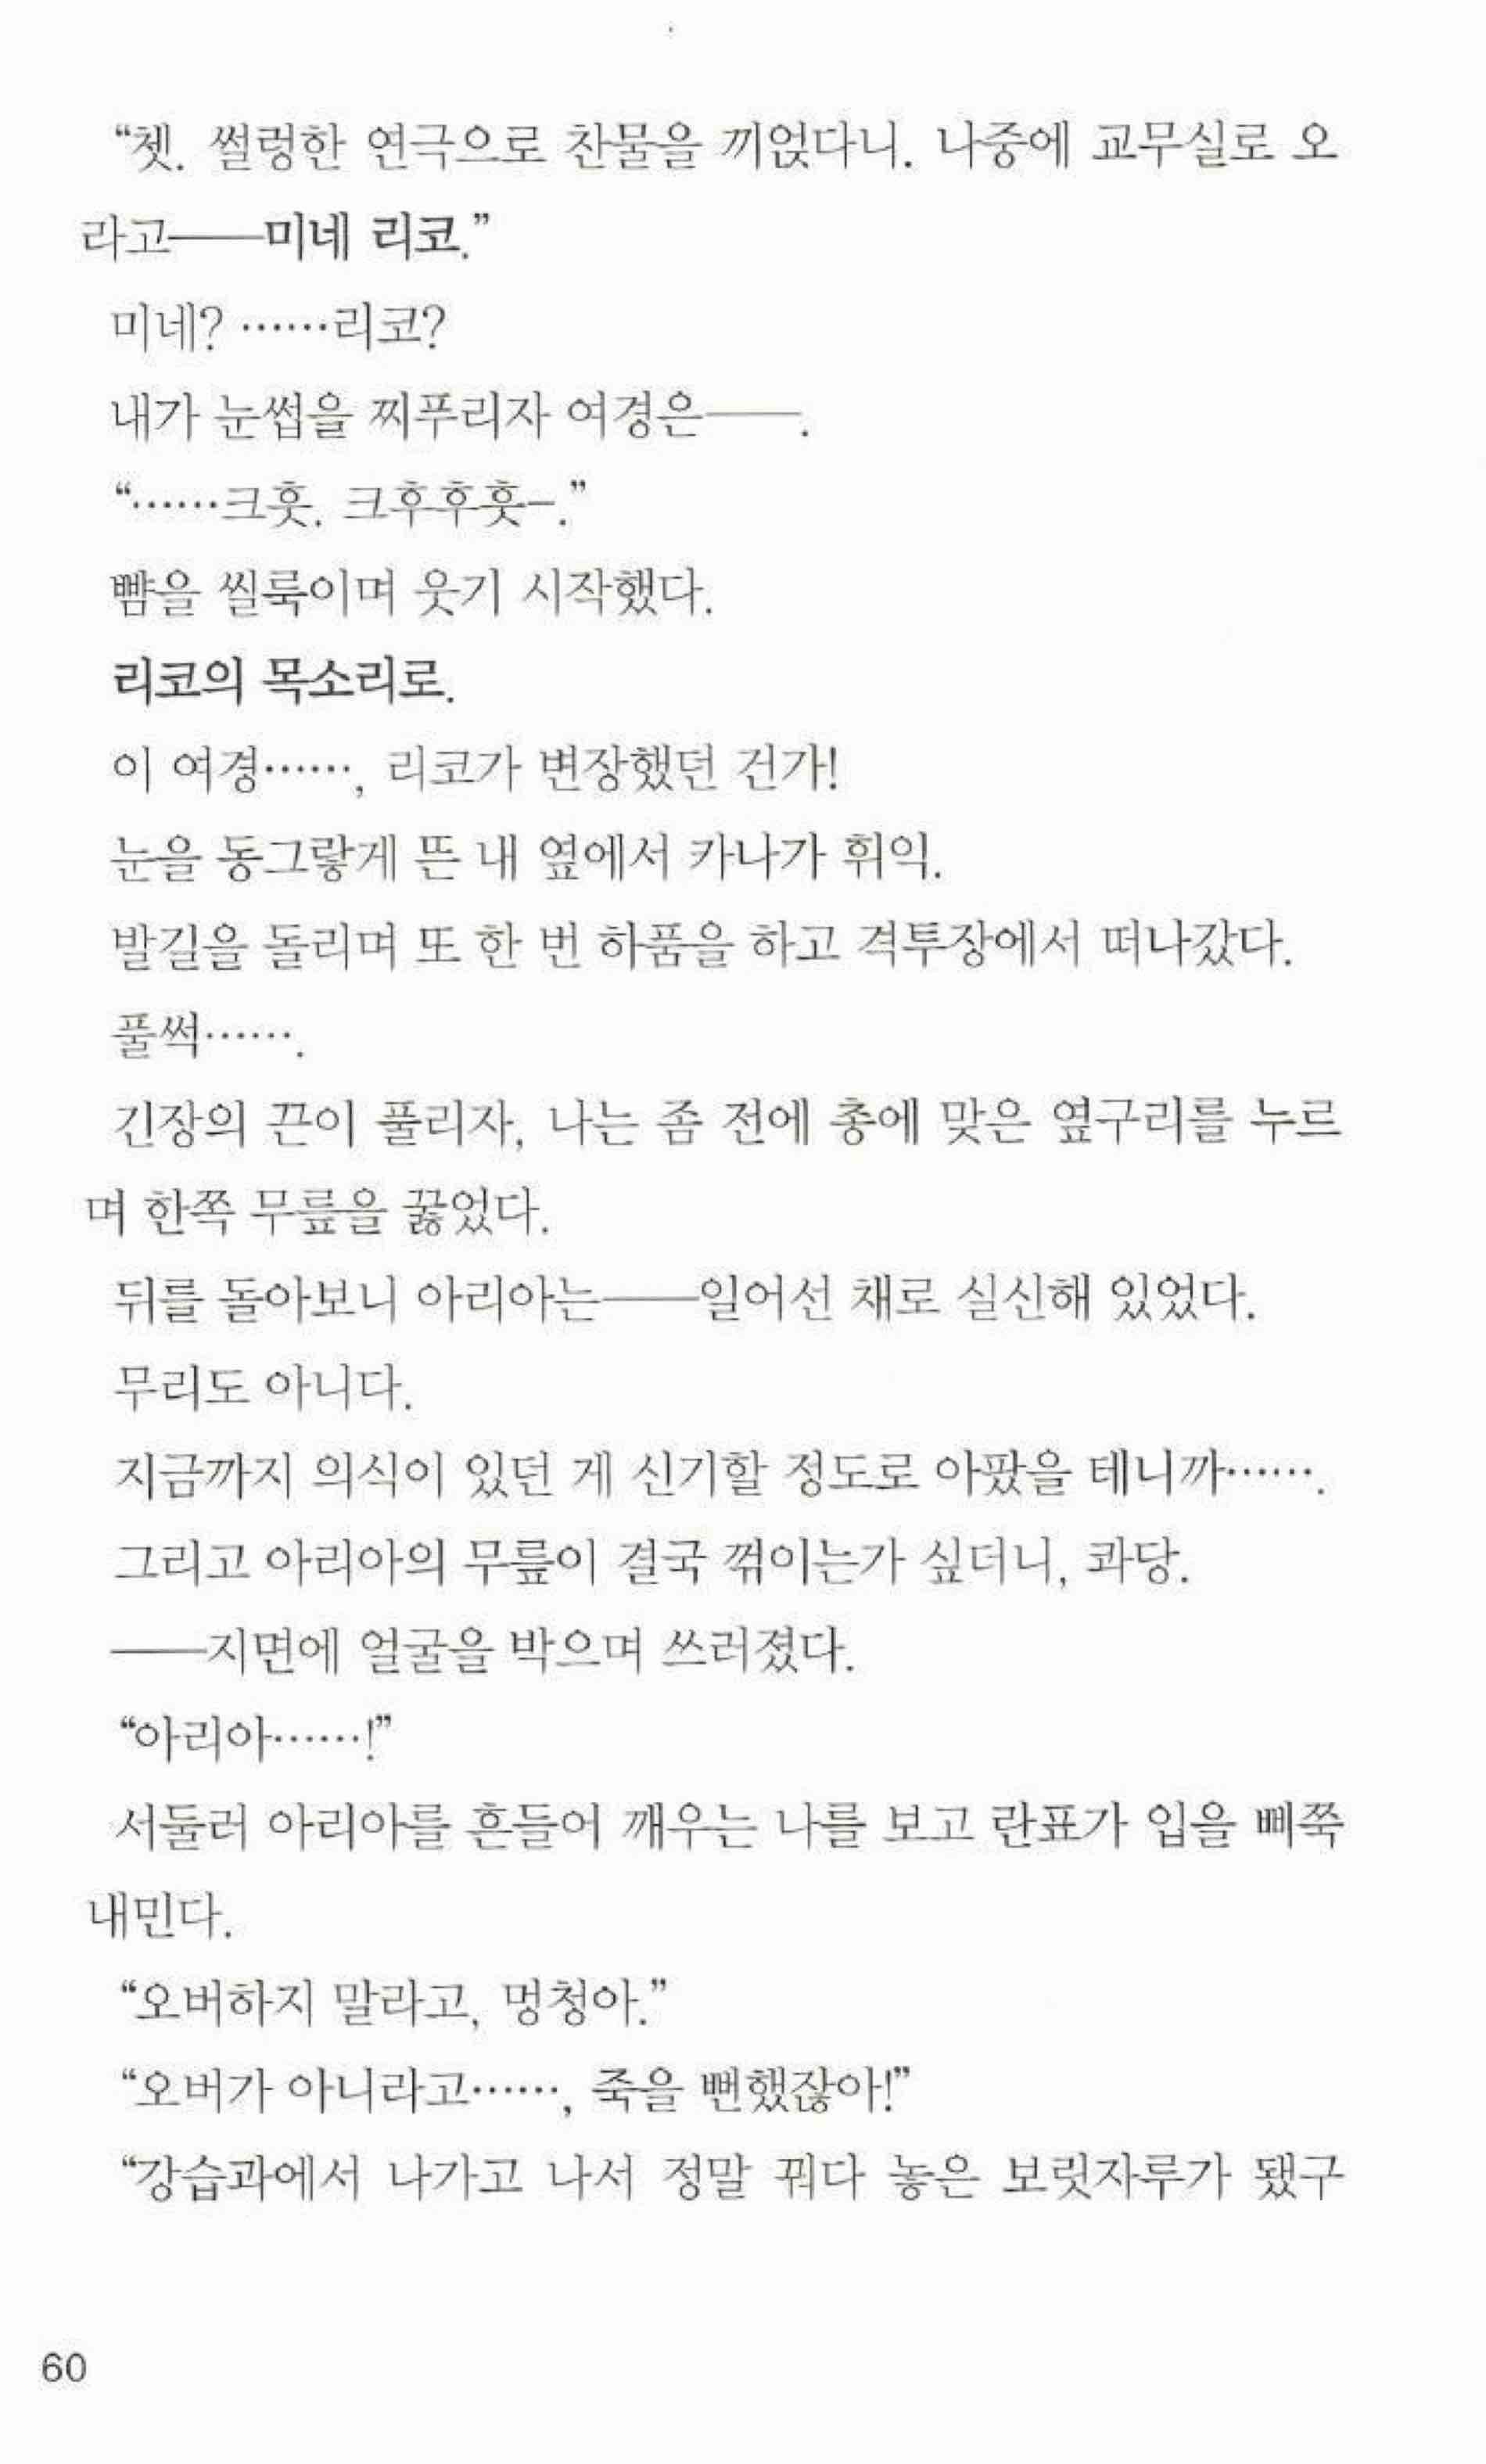 “쳇. 썰렁한 연극으로 찬물을 끼얹다니. 나중에 교무실로 오
라고――미네 리코.”
미네? ……리코?
내가 눈썹을 찌푸리자 여경은――.
“……크훗. 크후후훗-.”
뺨을 씰룩이며 웃기 시작했다.
리코의 목소리로.
이 여경……, 리코가 변장했던 건가!
눈을 동그랗게 뜬 내 옆에서 카나가 휘익.
발길을 돌리며 또 한 번 하품을 하고 격투장에서 떠나갔다.
풀썩…….
긴장의 끈이 풀리자, 나는 좀 전에 총에 맞은 옆구리를 누르
며 한쪽 무릎을 꿇었다.
뒤를 돌아보니 아리아는――일어선 채로 실신해 있었다.
무리도 아니다.
지금까지 의식이 있던 게 신기할 정도로 아팠을 테니까…….
그리고 아리아의 무릎이 결국 꺾이는가 싶더니, 콰당.
――지면에 얼굴을 박으며 쓰러졌다.
“아리아……!”
서둘러 아리아를 흔들어 깨우는 나를 보고 란표가 입을 삐쭉
내민다.
“오버하지 말라고, 멍청아.”
“오버가 아니라고……, 죽을 뻔했잖아!”
“강습과에서 나가고 나서 정말 꿔다 놓은 보릿자루가 됐구
60